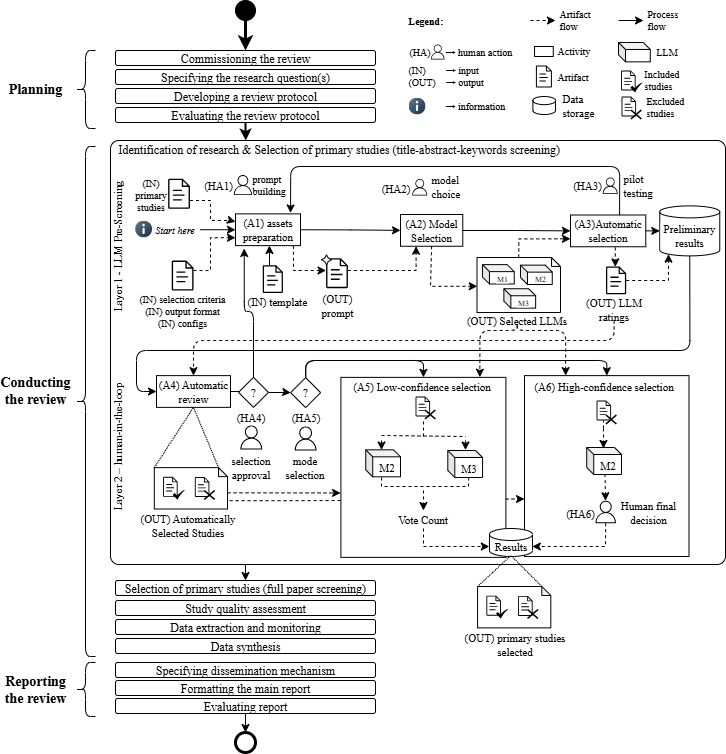 Legend:
Artifact
flow
Process
flow
(HA)
human action
Activity
LLM
(IN)
input
(OUT)
output
Artifact
Included
studies
information
Data
storage
Excluded
studies
Planning
Commissioning the review
Specifying the research question(s)
Developing a review protocol
Evaluating the review protocol
Conducting
the review
Identification of research & Selection of primary studies (title-abstract-keywords screening)
Layer 1 - LLM Pre-Screening
(IN)
primary
studies
(HA1)
prompt
building
(HA2)
model
choice
(HA3)
pilot
testing
Start here
(A1) assets
preparation
(A2) Model
Selection
(A3)Automatic
selection
Preliminary
results
(IN) selection criteria
(IN) output format
(IN) configs
(IN) template
(OUT)
prompt
M1
M2
M3
(OUT) Selected LLMs
(OUT) LLM
ratings
Layer 2 – human-in-the-loop
(A4) Automatic
review
?
?
(HA4)
selection
approval
(HA5)
mode
selection
(OUT) Automatically
Selected Studies
(A5) Low-confidence selection
M2
M3
Vote Count
(A6) High-confidence selection
M2
(HA6)
Human final
decision
Results
(OUT) primary studies
selected
Selection of primary studies (full paper screening)
Study quality assessment
Data extraction and monitoring
Data synthesis
Reporting
the review
Specifying dissemination mechanism
Formatting the main report
Evaluating report